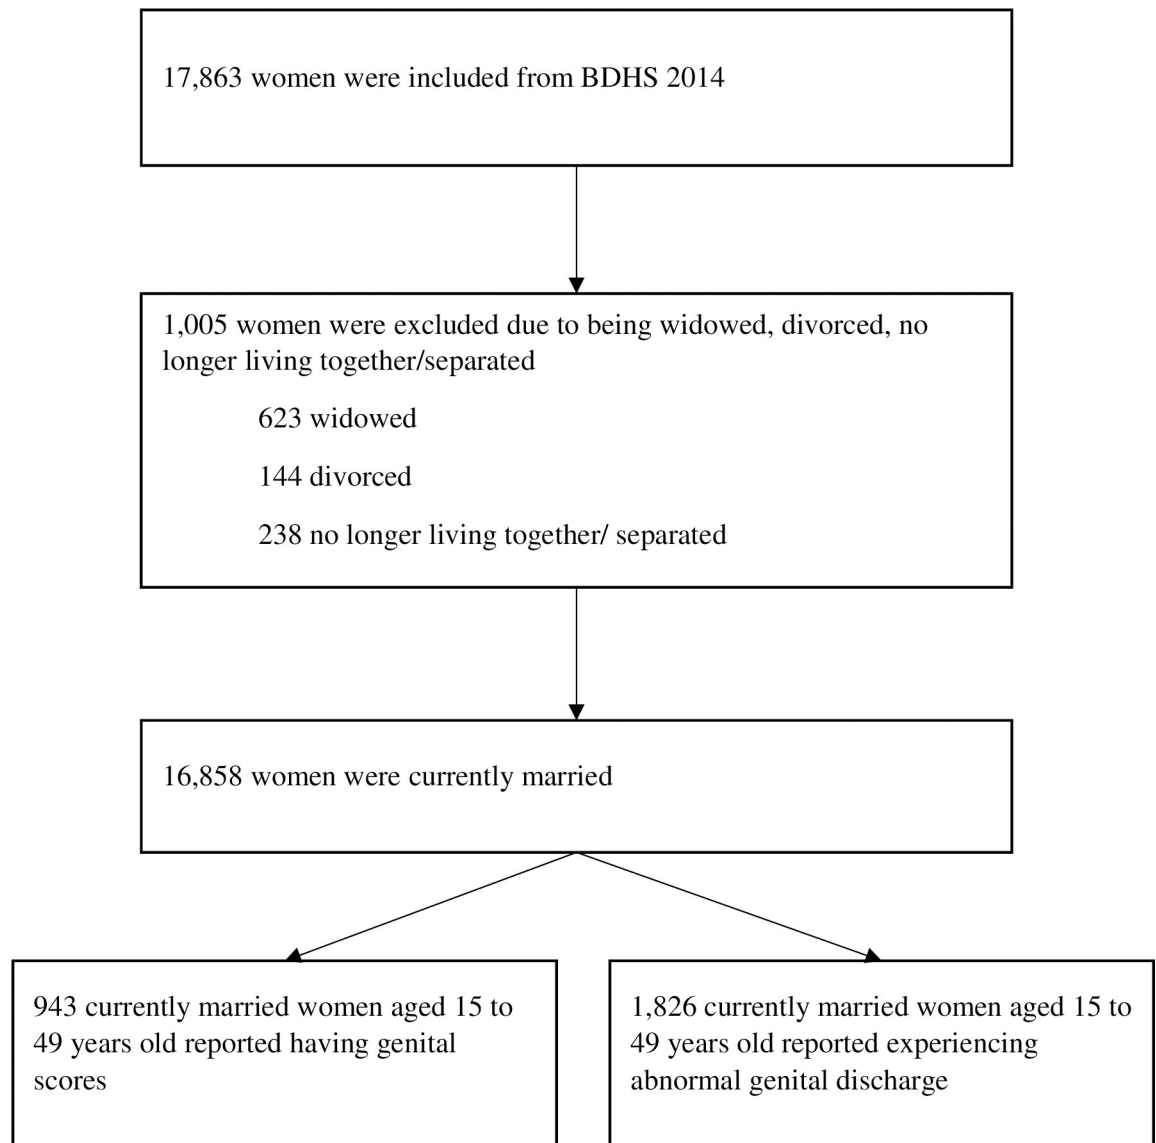 17,863 women were included from BDHS 2014
1,005 women were excluded due to being widowed, divorced, no
longer living together/separated
623 widowed
144 divorced
238 no longer living together/ separated
16,858 women were currently married
943 currently married women aged 15 to
49 years old reported having genital
scores
1,826 currently married women aged 15 to
49 years old reported experiencing
abnormal genital discharge